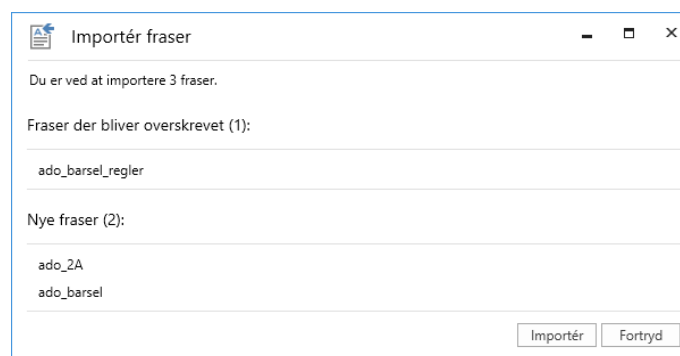 Importér fraser
Du er ved at importere 3 fraser.
Fraser der bliver overskrevet (1):
ado_barsel_regler
Nye fraser (2):
ado_2A
ado_barsel
Importér Fortryd